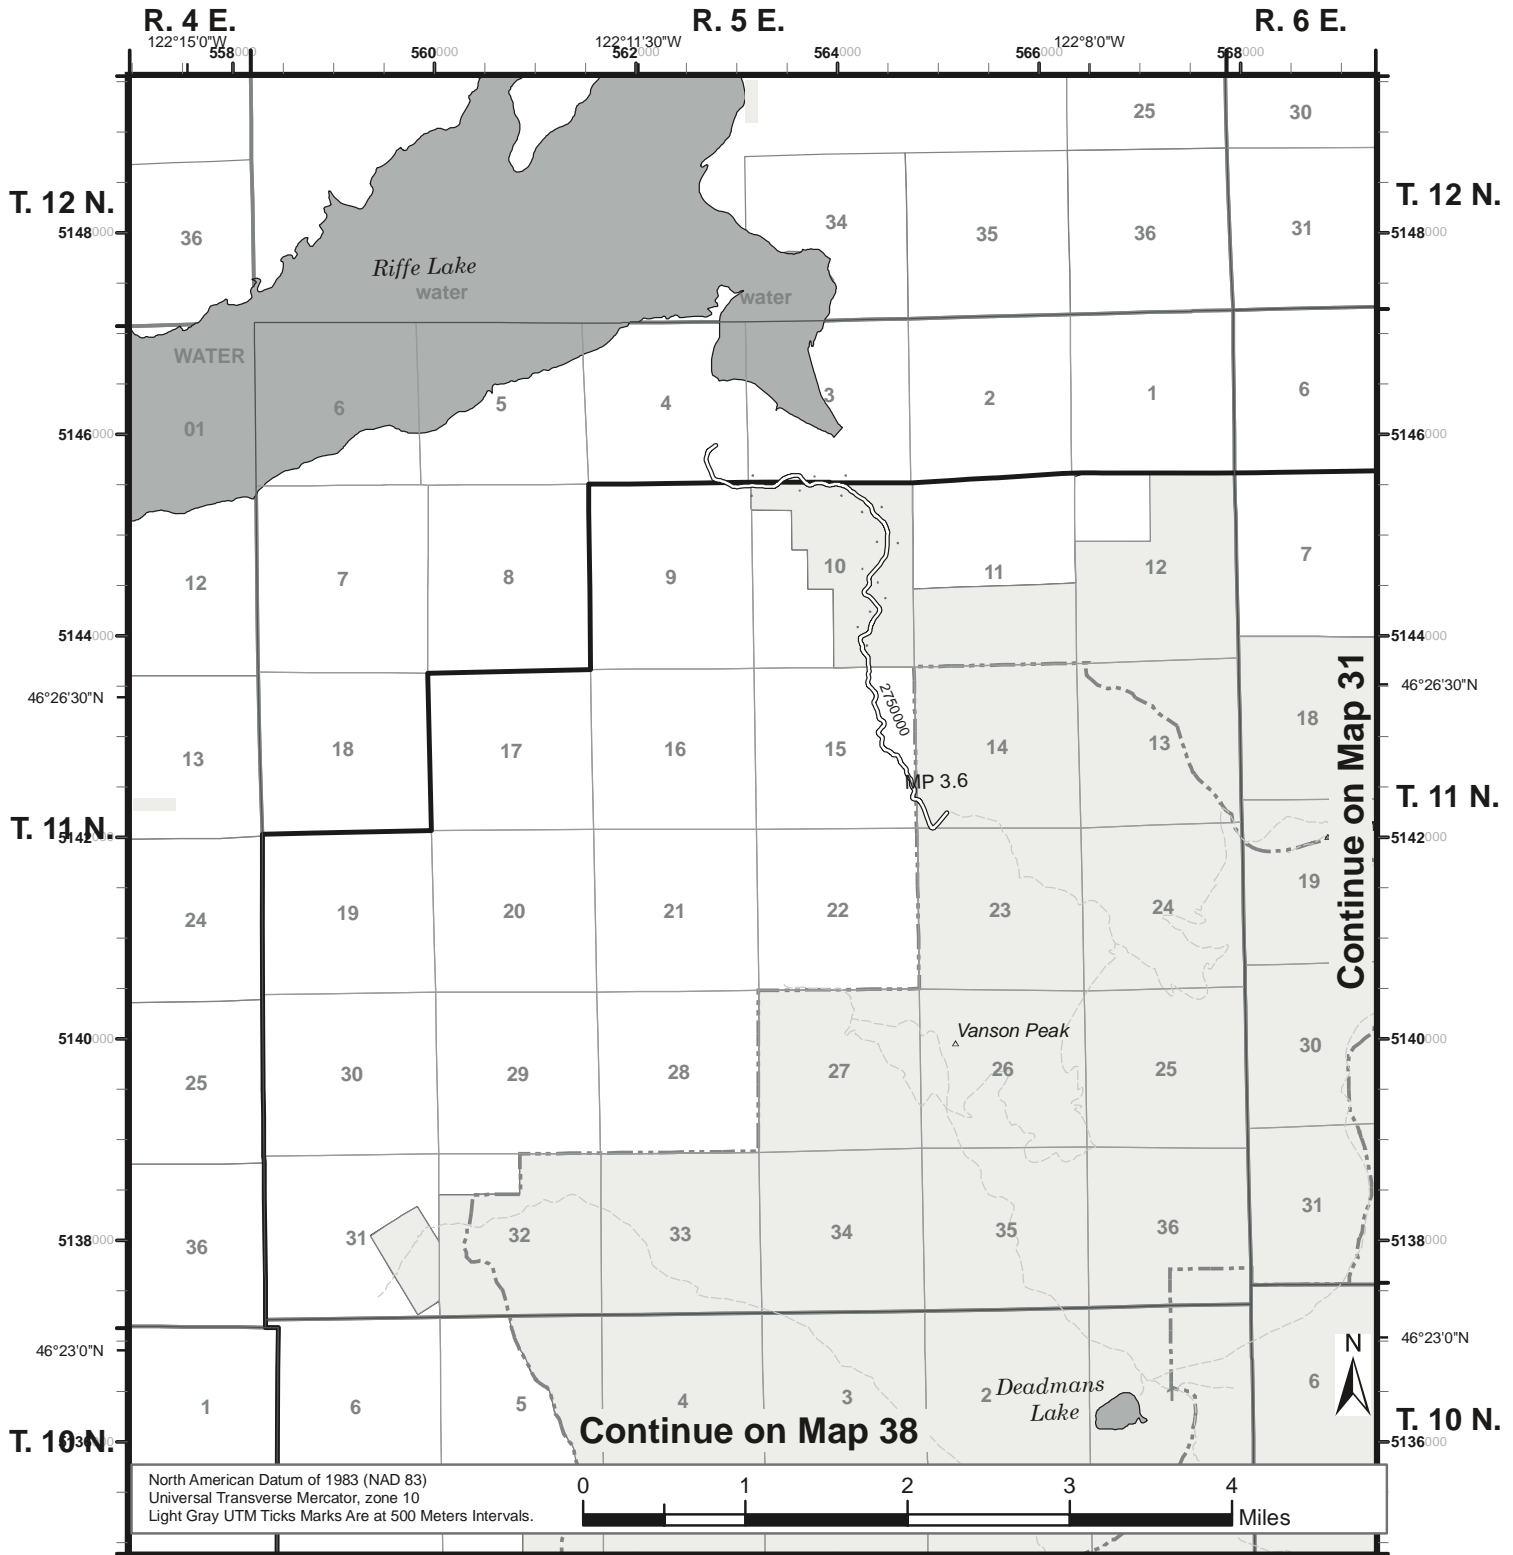 R. 4 E. R. 5 E. R. 6 E.
122°15'0"W 122°11'30"W 122°8'0"W
558000 560000 562000 564000 566000 568000
25 30
T. 12 N. T. 12 N.
36 34 35 36 31
5148000 5148000
Riffe Lake
water water
WATER
01 6 5 4 3 2 1 6
5146000 5146000
12 7 8 9 10 11 12 7
5144000 5144000
46°26'30"N 46°26'30"N
2750000
13 18 17 16 15 14 13 18
MP 3.6
Continue on Map 31
T. 11 N. T. 11 N.
5142000 5142000
24 19 20 21 22 23 24 19
5140000 5140000
Vanson Peak
25 30 29 28 27 26 25 30
36 31 32 33 34 35 36 31
5138000 5138000
46°23'0"N 46°23'0"N
N
1 6 5 4 3 2 6
Deadmans
Lake
T. 10 N. T. 10 N.
Continue on Map 38
5136000 5136000
North American Datum of 1983 (NAD 83)
Universal Transverse Mercator, zone 10
Light Gray UTM Ticks Marks Are at 500 Meters Intervals.
0 1 2 3 4
Miles